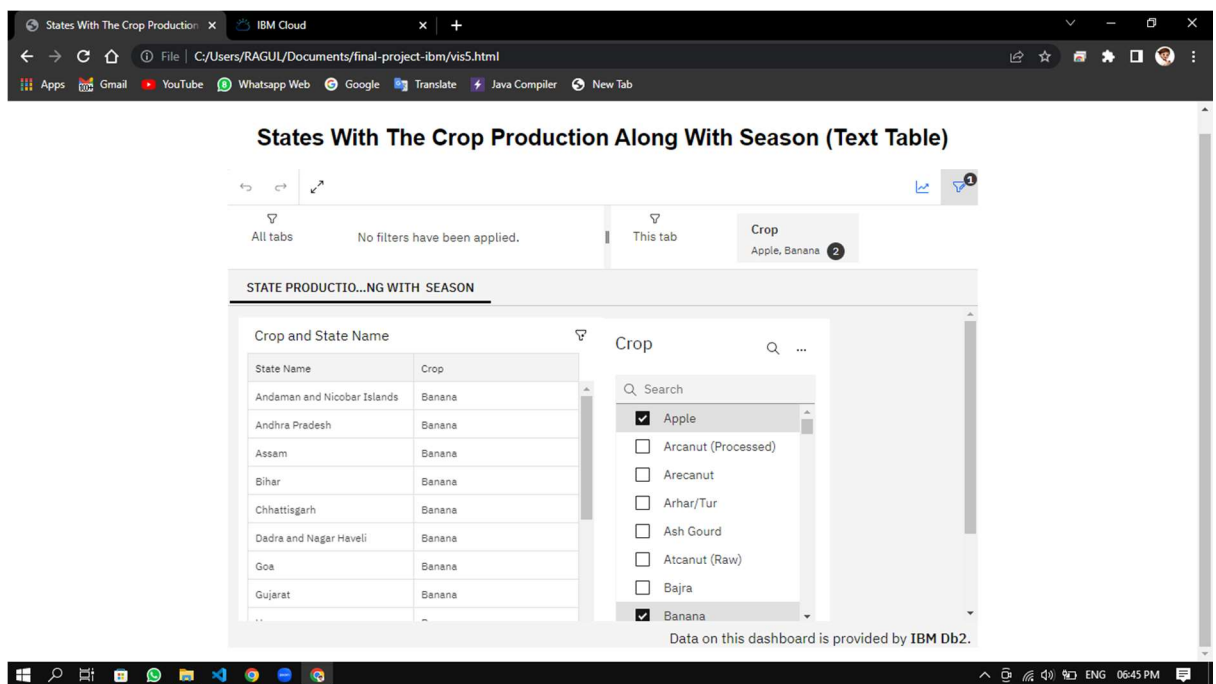 States With The Crop Production
IBM Cloud
File C:/Users/RAGUL/Documents/final-project-ibm/vis5.html
Apps Gmail YouTube Whatsapp Web Google Translate Java Compiler New Tab
States With The Crop Production Along With Season (Text Table)
1
All tabs
No filters have been applied.
This tab
Crop
Apple, Banana 2
STATE PRODUCTIO...NG WITH SEASON
Crop and State Name
State Name Crop
Andaman and Nicobar Islands Banana
Andhra Pradesh Banana
Assam Banana
Bihar Banana
Chhattisgarh Banana
Dadra and Nagar Haveli Banana
Goa Banana
Gujarat Banana
Crop
Search
Apple
Arcanut (Processed)
Arecanut
Arhar/Tur
Ash Gourd
Atcanut (Raw)
Bajra
Banana
Data on this dashboard is provided by IBM Db2.
ENG 06:45 PM